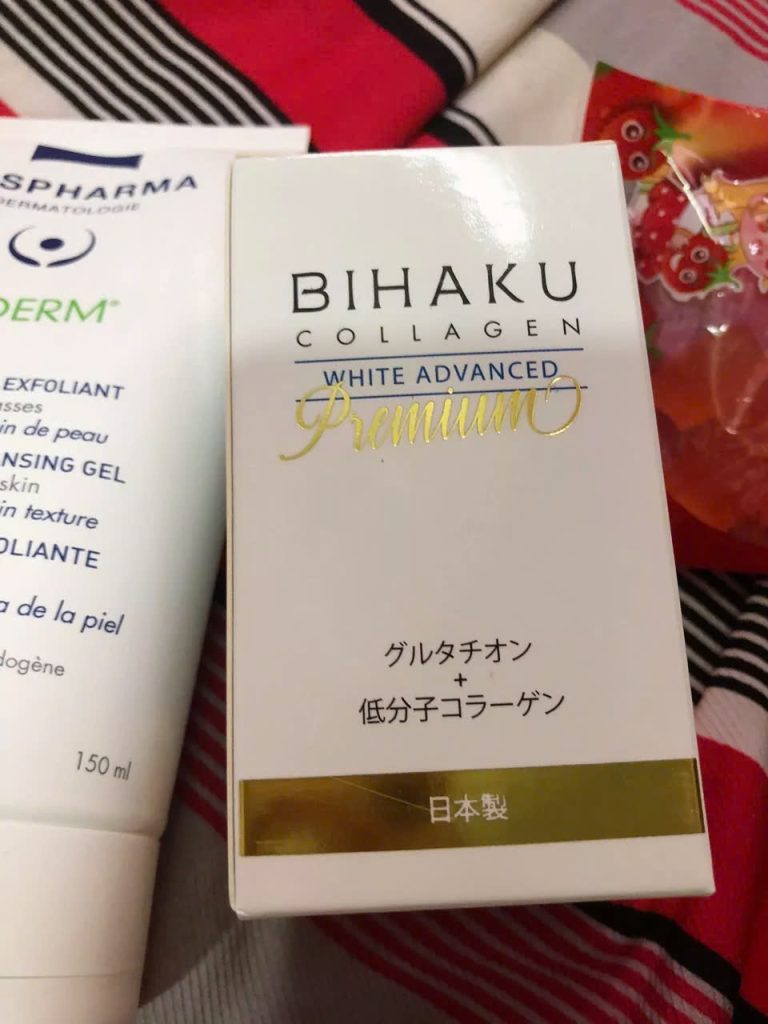 SPHARMA
DERMATOLOGIE
DERM®
EXFOLIANT
in de peau
NSING GEL
skin
in texture
OLIANTE
a de la piel
dogène
150 ml
BIHAKU
COLLAGEN
WHITE ADVANCED
Premium
グルタチオン
+
低分子コラーゲン
日本製